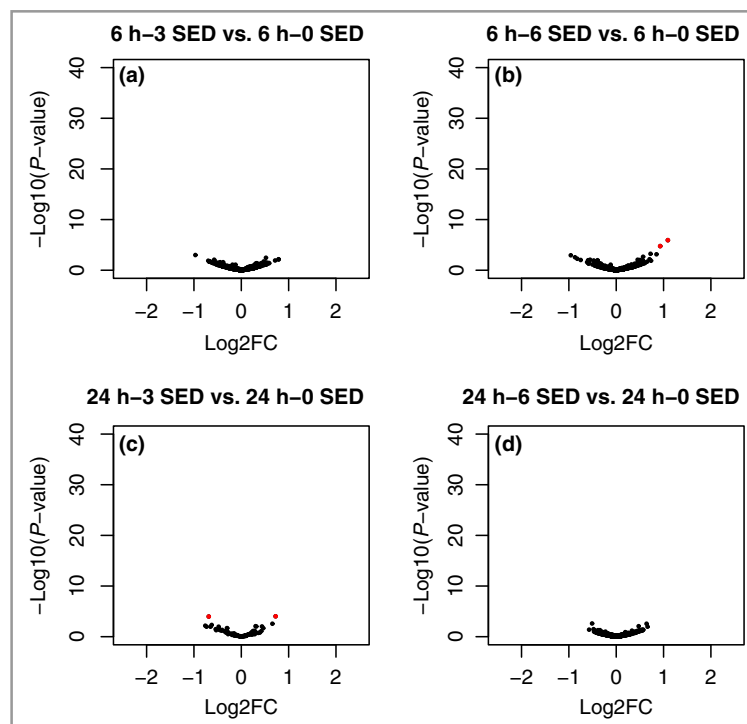 6 h−3 SED vs. 6 h−0 SED
(a)
40
30
20
10
0
−Log10(P−value)
−2 −1 0 1 2
Log2FC
6 h−6 SED vs. 6 h−0 SED
(b)
40
30
20
10
0
−Log10(P−value)
−2 −1 0 1 2
Log2FC
24 h−3 SED vs. 24 h−0 SED
(c)
40
30
20
10
0
−Log10(P−value)
−2 −1 0 1 2
Log2FC
24 h−6 SED vs. 24 h−0 SED
(d)
40
30
20
10
0
−Log10(P−value)
−2 −1 0 1 2
Log2FC